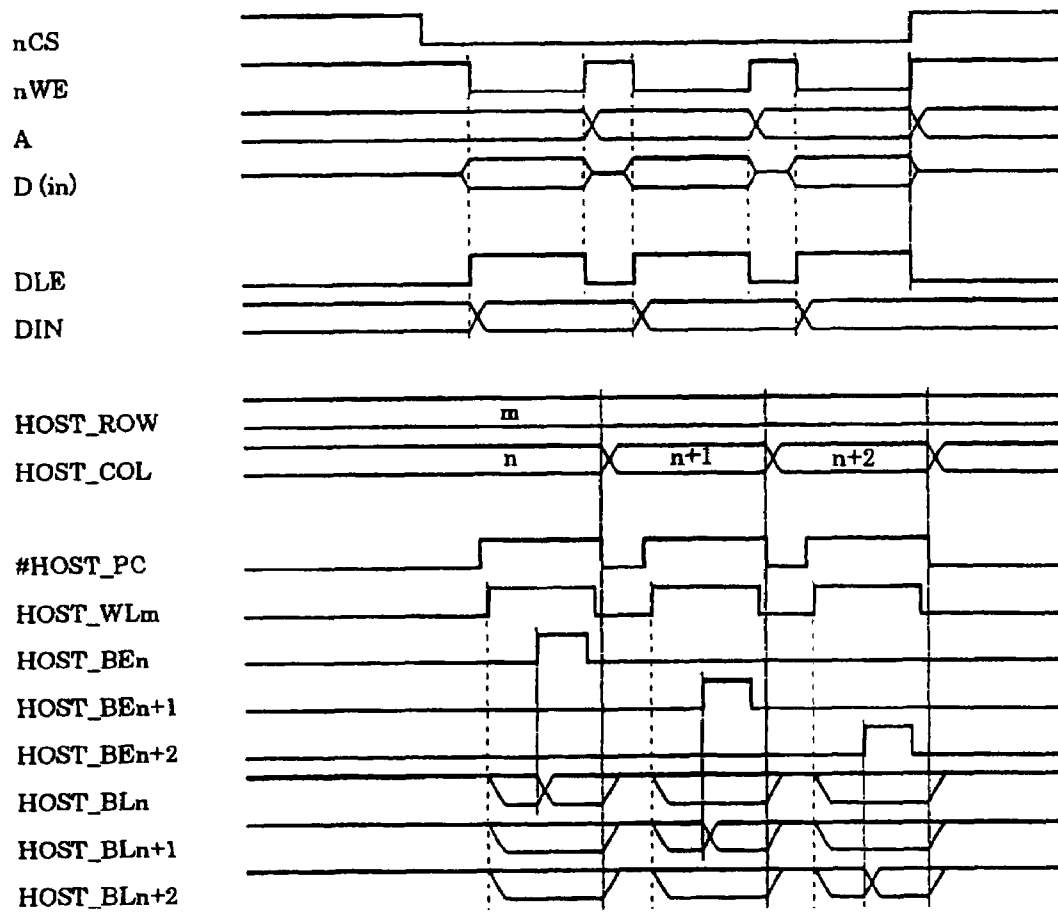 nCS
nWE
A
D (in)
DLE
DIN
HOST_ROW m
HOST_COL n n+1 n+2
#HOST_PC
HOST_WLm
HOST_BEn
HOST_BEn+1
HOST_BEn+2
HOST_BLn
HOST_BLn+1
HOST_BLn+2